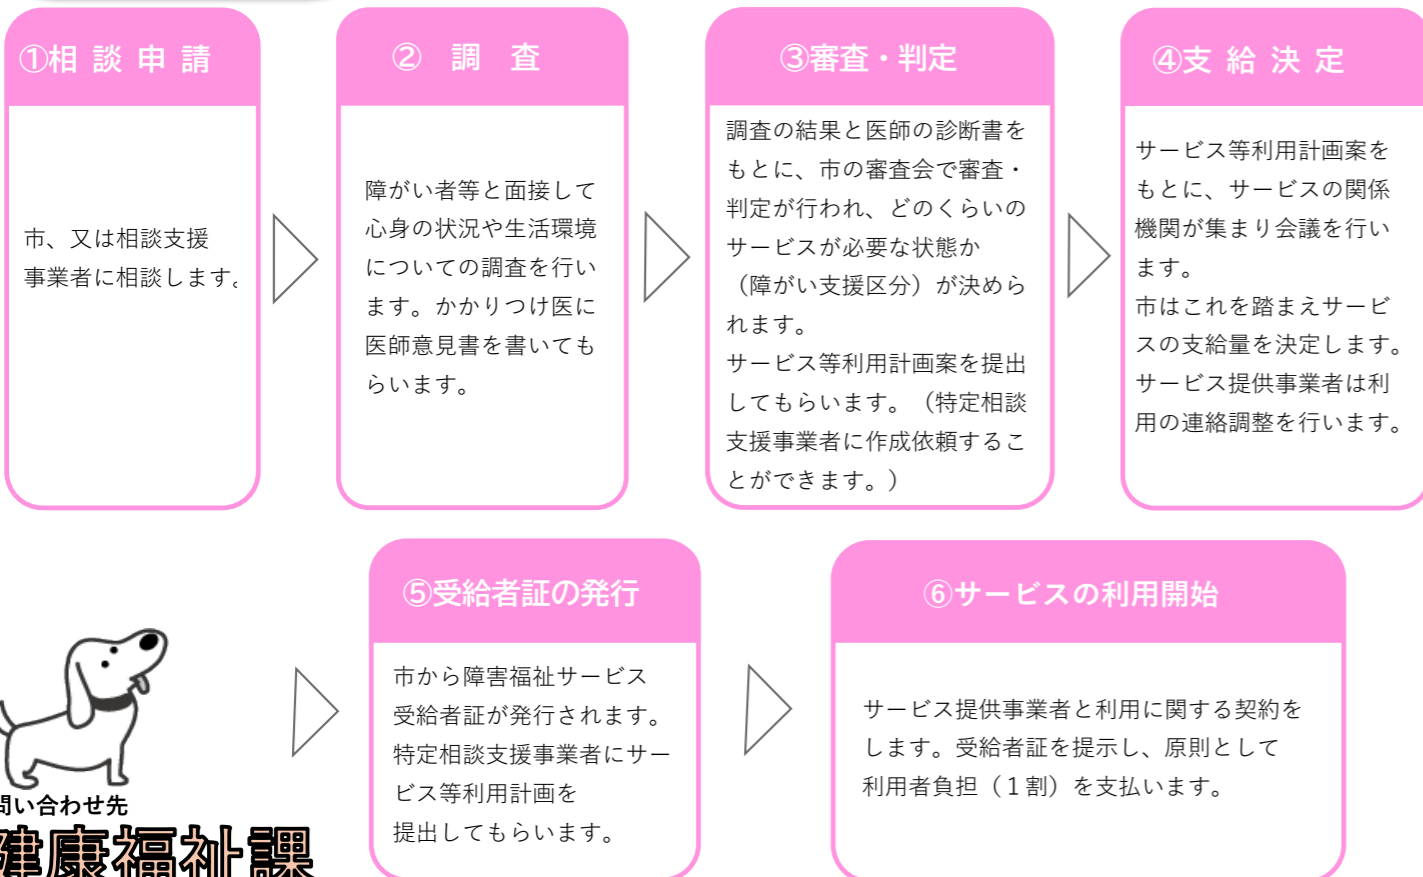 ①相 談 申 請
市、又は相談支援
事業者に相談します。
② 調 査
障がい者等と面接して
心身の状況や生活環境
についての調査を行い
ます。かかりつけ医に
医師意見書を書いても
らいます。
③審査・判定
調査の結果と医師の診断書を
もとに、市の審査会で審査・
判定が行われ、どのくらいの
サービスが必要な状態か
（障がい支援区分）が決めら
れます。
サービス等利用計画案を提出
してもらいます。（特定相談
支援事業者に作成依頼するこ
とができます。）
④支 給 決 定
サービス等利用計画案を
もとに、サービスの関係
機関が集まり会議を行い
ます。
市はこれを踏まえサービ
スの支給量を決定します。
サービス提供事業者は利
用の連絡調整を行います。
⑤受給者証の発行
市から障害福祉サービス
受給者証が発行されます。
特定相談支援事業者にサー
ビス等利用計画を
提出してもらいます。
⑥サービスの利用開始
サービス提供事業者と利用に関する契約を
します。受給者証を提示し、原則として
利用者負担（１割）を支払います。
問い合わせ先
健康福祉課